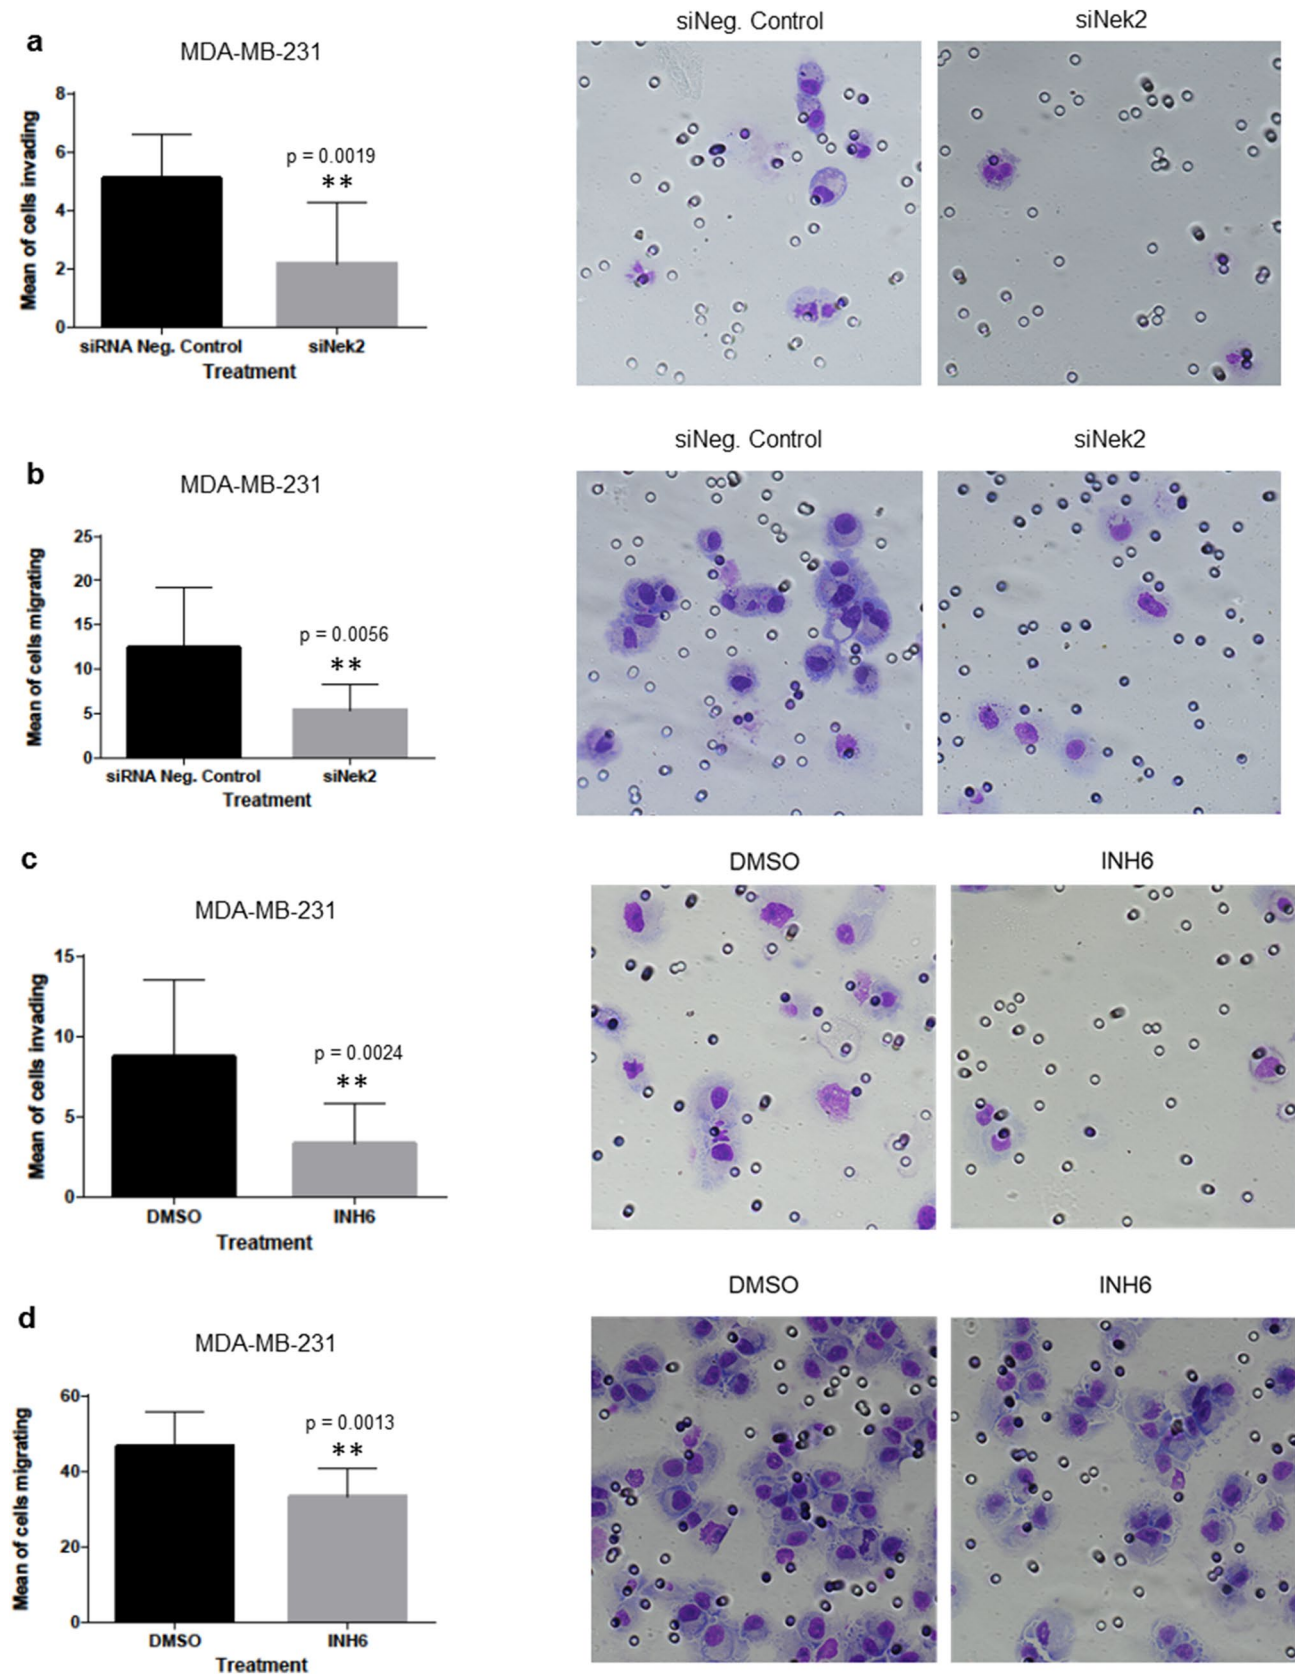 a
MDA-MB-231
8
6
4
2
0
Mean of cells invading
p = 0.0019
**
siRNA Neg. Control siNek2
Treatment
siNeg. Control siNek2
b
MDA-MB-231
25
20
15
10
5
0
Mean of cells migrating
p = 0.0056
**
siRNA Neg. Control siNek2
Treatment
siNeg. Control siNek2
c
MDA-MB-231
15
10
5
0
Mean of cells invading
p = 0.0024
**
DMSO INH6
Treatment
DMSO INH6
d
MDA-MB-231
60
40
20
0
Mean of cells migrating
p = 0.0013
**
DMSO INH6
Treatment
DMSO INH6